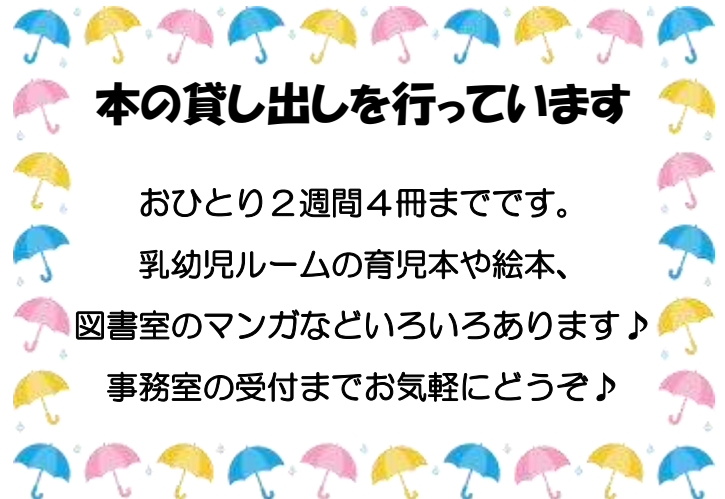 本の貸し出しを行っています
おひとり２週間４冊までです。
乳幼児ルームの育児本や絵本、
図書室のマンガなどいろいろあります♪
事務室の受付までお気軽にどうぞ♪